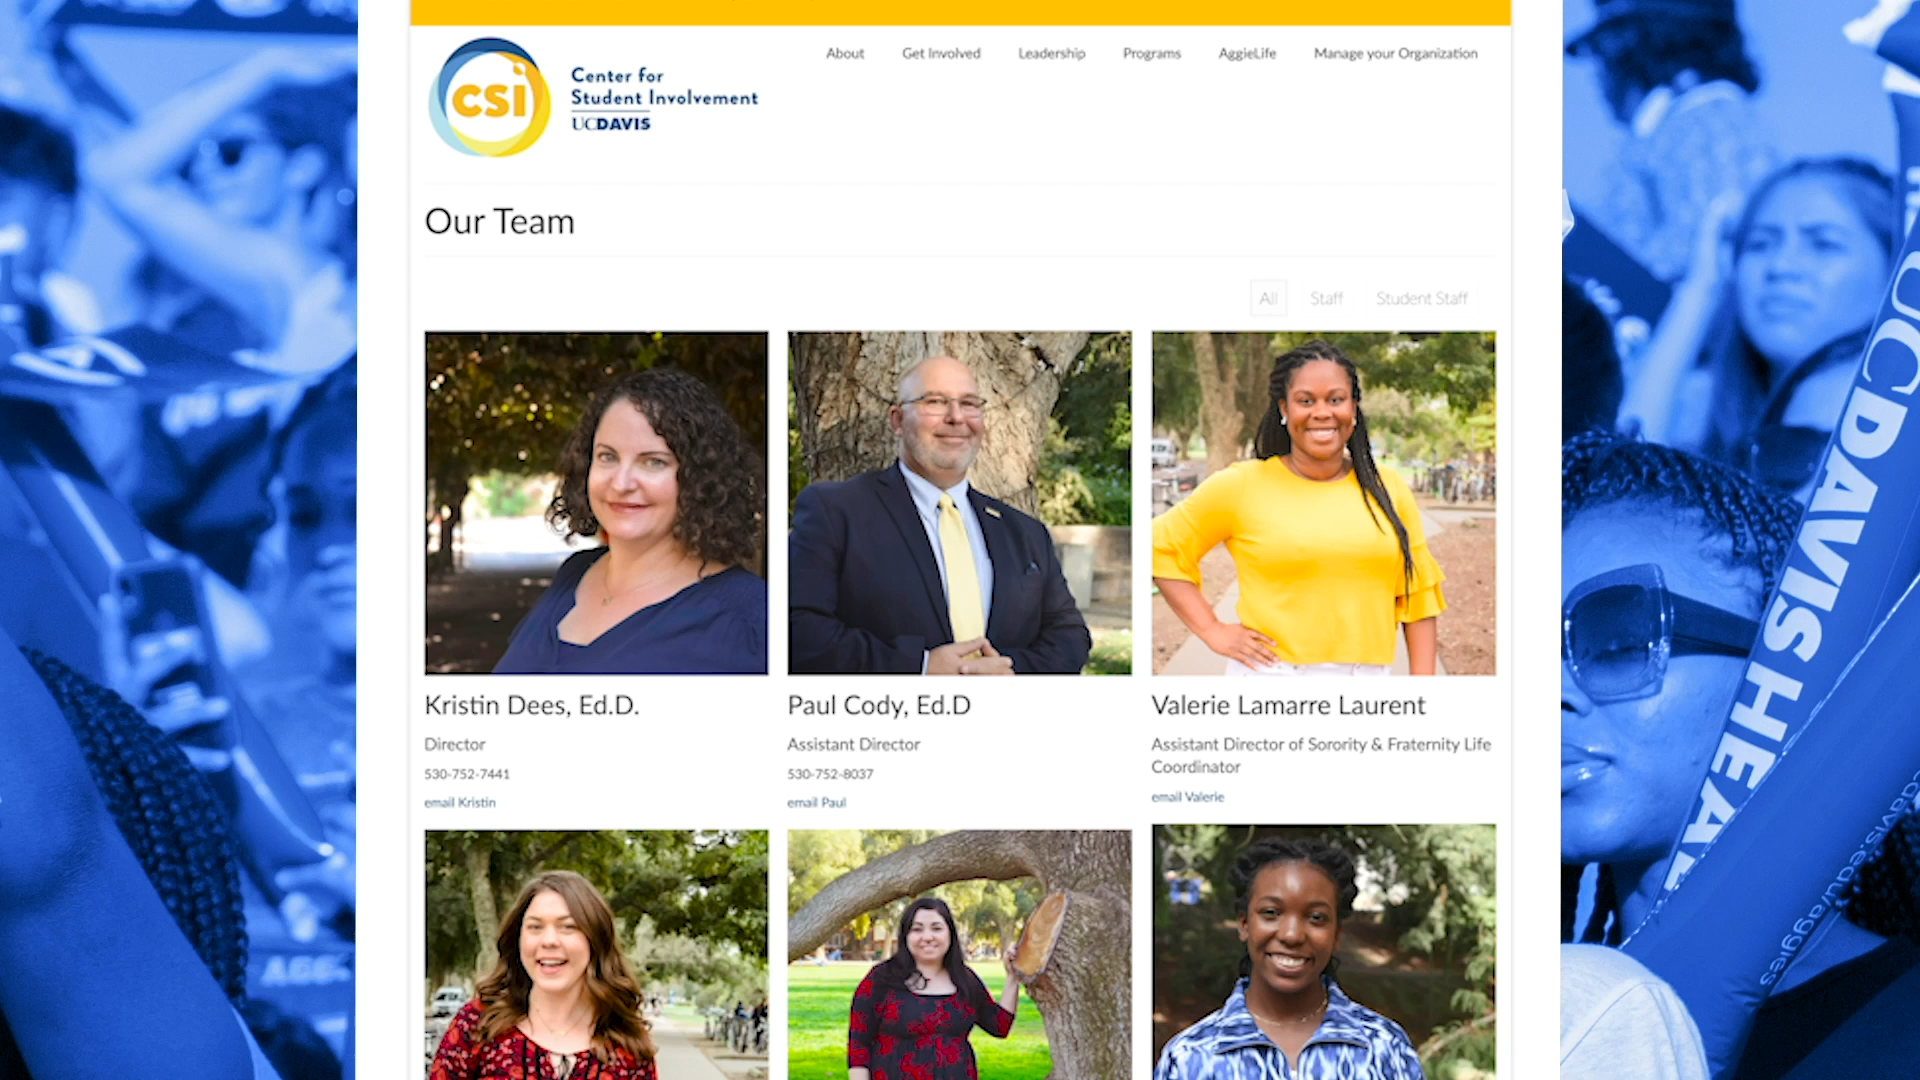 About
Get Involved
Leadership
Programs
AggieLife
Manage your Organization
csi
Center for
Student Involvement
UCDAVIS
Our Team
All
Staff
Student Staff
Kristin Dees, Ed.D.
Director
530-752-7441
email Kristin
Paul Cody, Ed.D
Assistant Director
530-752-8037
email Paul
Valerie Lamarre Laurent
Assistant Director of Sorority & Fraternity Life
Coordinator
email Valerie
UCDAVIS